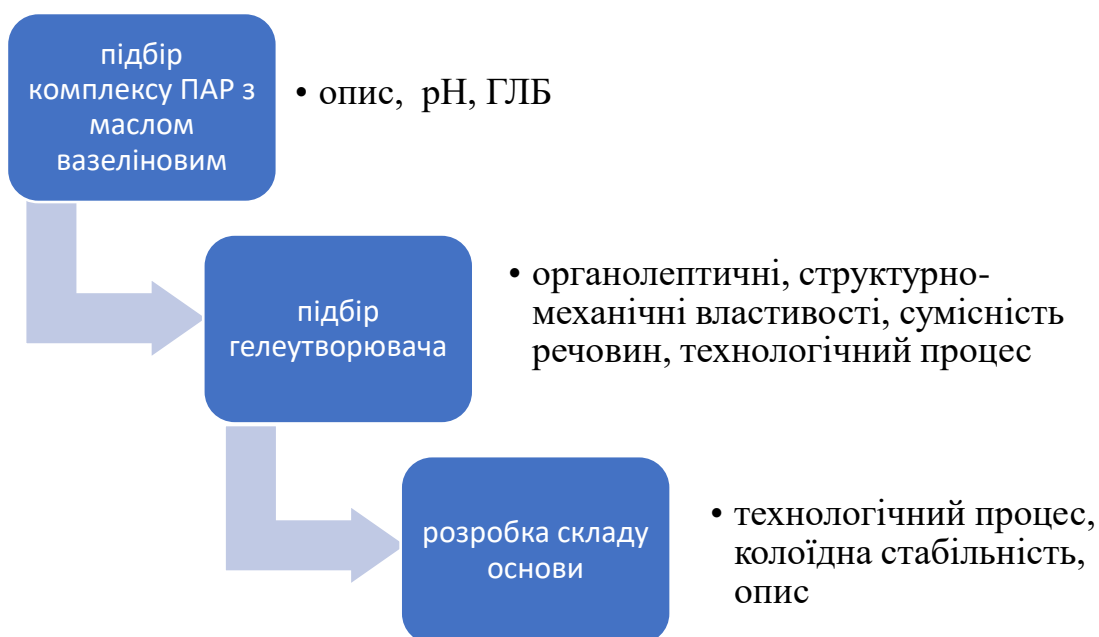 підбір
комплексу ПАР з
маслом
вазеліновим
• опис, рН, ГЛБ
підбір
гелеутворювача
• органолептичні, структурно-
механічні властивості, сумісність
речовин, технологічний процес
розробка складу
основи
• технологічний процес,
колоїдна стабільність,
опис